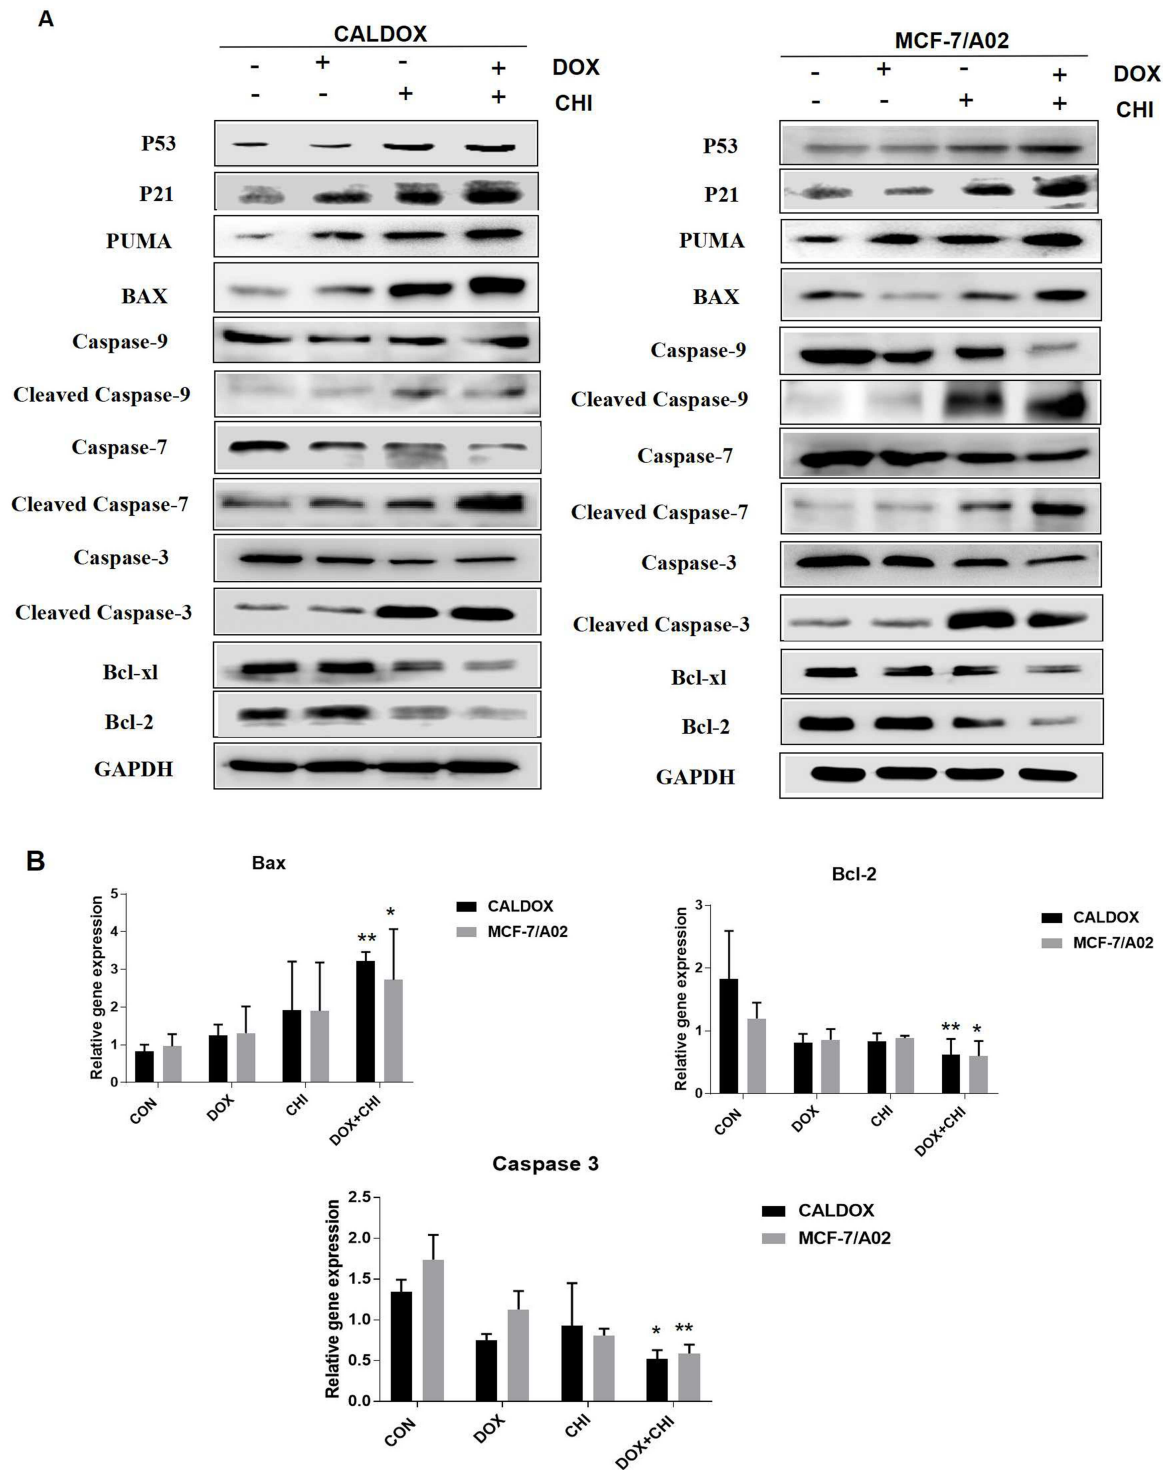 A
CALDOX
- + - + DOX
- - + + CHI
P53
P21
PUMA
BAX
Caspase-9
Cleaved Caspase-9
Caspase-7
Cleaved Caspase-7
Caspase-3
Cleaved Caspase-3
Bcl-xl
Bcl-2
GAPDH
MCF-7/A02
- + - + DOX
- - + + CHI
P53
P21
PUMA
BAX
Caspase-9
Cleaved Caspase-9
Caspase-7
Cleaved Caspase-7
Caspase-3
Cleaved Caspase-3
Bcl-xl
Bcl-2
GAPDH
B
Bax
Relative gene expression
5
4
3
2
1
0
** *
CON DOX CHI DOX+CHI
CALDOX
MCF-7/A02
Bcl-2
Relative gene expression
3
2
1
0
** *
CON DOX CHI DOX+CHI
CALDOX
MCF-7/A02
Caspase 3
Relative gene expression
2.5
2.0
1.5
1.0
0.5
0.0
* **
CON DOX CHI DOX+CHI
CALDOX
MCF-7/A02